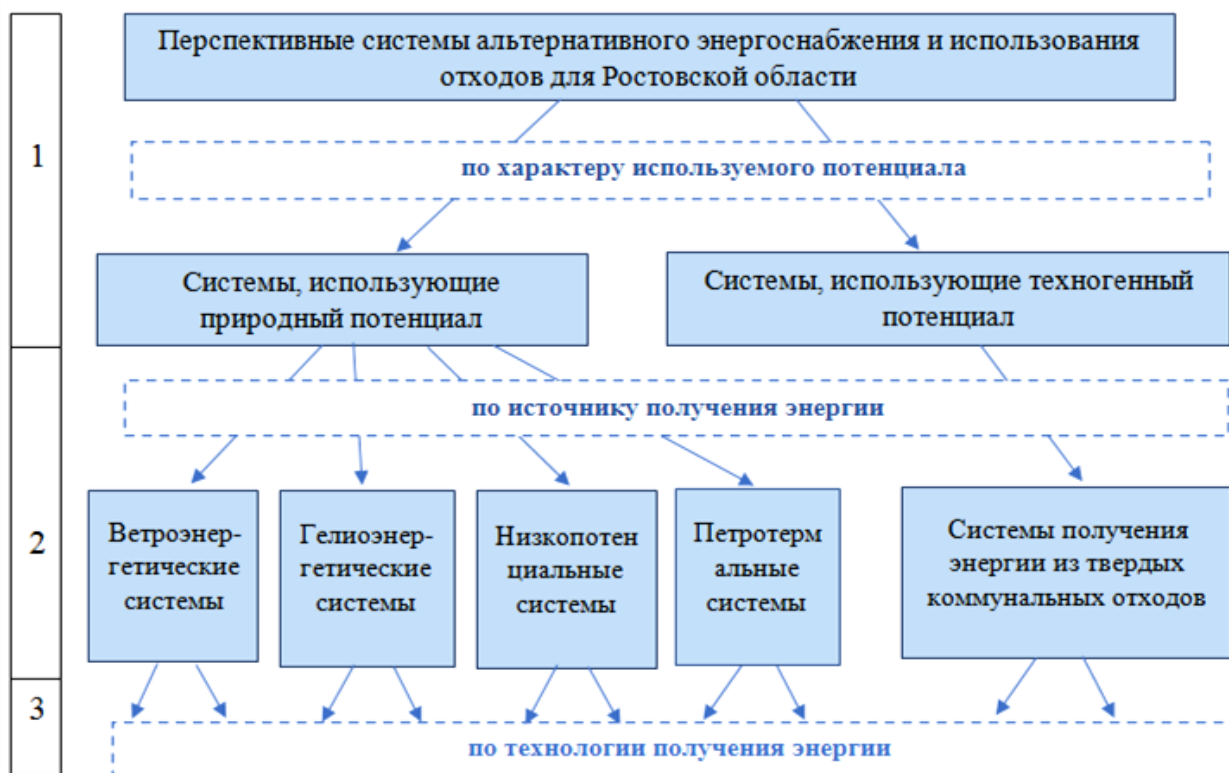 Перспективные системы альтернативного энергоснабжения и использования
отходов для Ростовской области
1
по характеру используемого потенциала
Системы, использующие
природный потенциал
Системы, использующие техногенный
потенциал
по источнику получения энергии
2
Ветроэнер-
гетические
системы
Гелиоэнер-
гетические
системы
Низкопотен
циальные
системы
Петротерм
альные
системы
Системы получения
энергии из твердых
коммунальных отходов
3
по технологии получения энергии